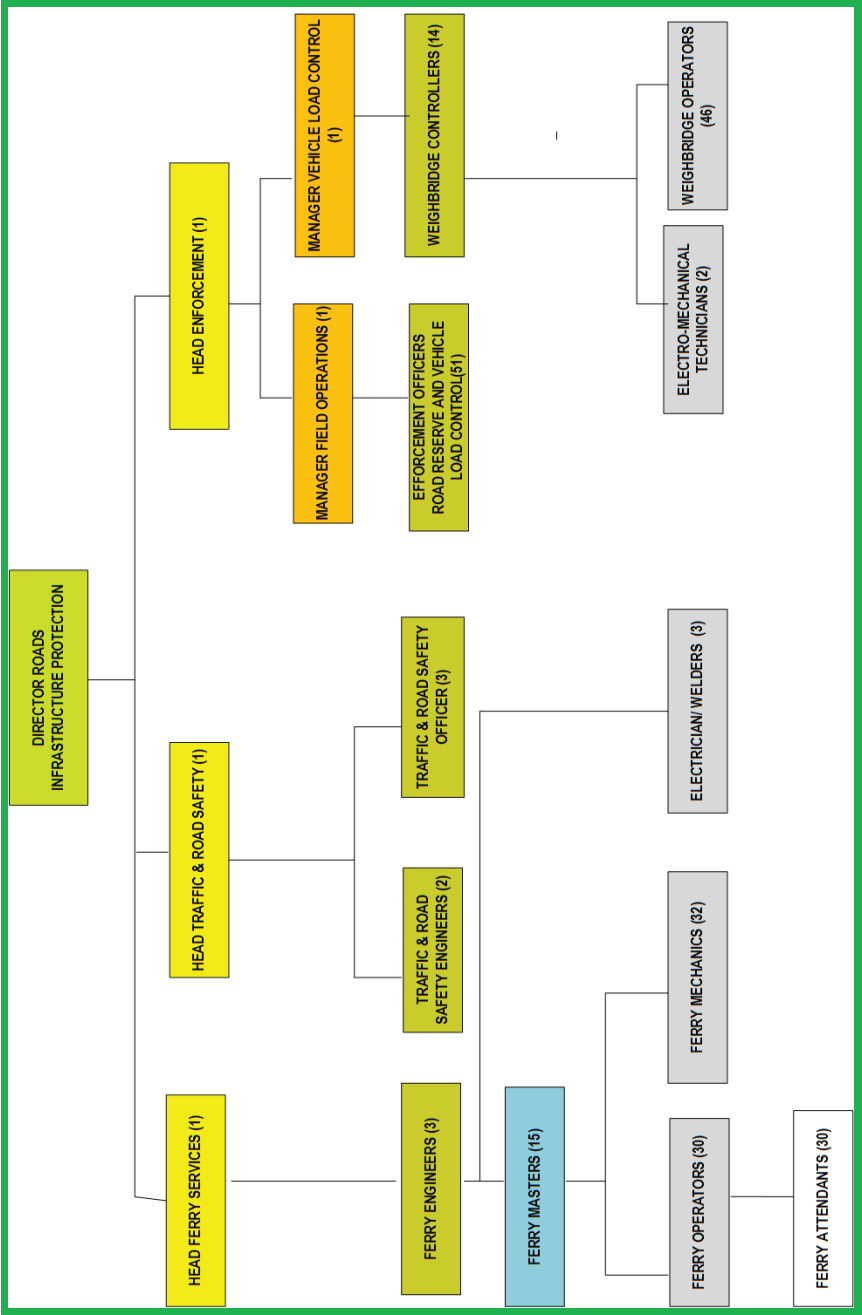 DIRECTOR ROADS
INFRASTRUCTURE PROTECTION
HEAD FERRY SERVICES (1)
HEAD TRAFFIC & ROAD SAFETY (1)
HEAD ENFORCEMENT (1)
MANAGER FIELD OPERATIONS (1)
MANAGER VEHICLE LOAD CONTROL
(1)
FERRY ENGINEERS (3)
TRAFFIC & ROAD
SAFETY ENGINEERS (2)
TRAFFIC & ROAD SAFETY
OFFICER (3)
EFFORCEMENT OFFICERS
ROAD RESERVE AND VEHICLE
LOAD CONTROL(51)
WEIGHBRIDGE CONTROLLERS (14)
FERRY MASTERS (15)
FERRY OPERATORS (30)
FERRY MECHANICS (32)
ELECTRICIAN/ WELDERS (3)
ELECTRO-MECHANICAL
TECHNICIANS (2)
WEIGHBRIDGE OPERATORS
(46)
FERRY ATTENDANTS (30)